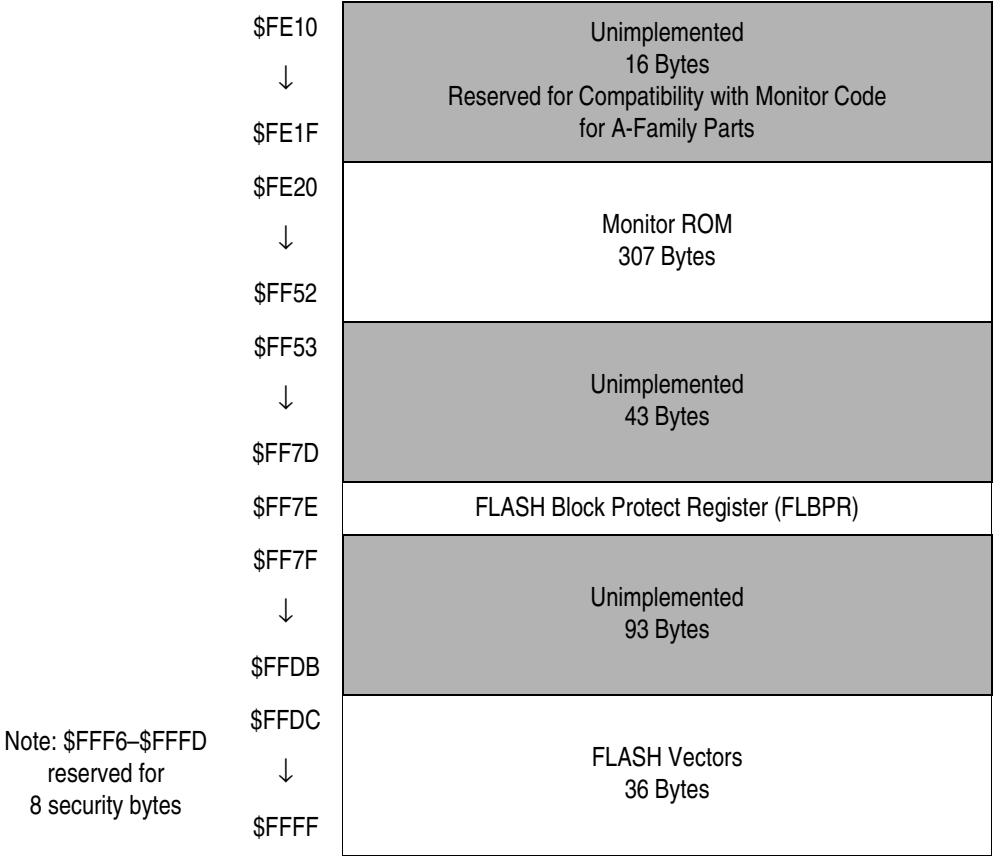 $FE10
↓
$FE1F
Unimplemented
16 Bytes
Reserved for Compatibility with Monitor Code
for A-Family Parts
$FE20
↓
$FF52
Monitor ROM
307 Bytes
$FF53
↓
$FF7D
Unimplemented
43 Bytes
$FF7E
FLASH Block Protect Register (FLBPR)
$FF7F
↓
$FFDB
Unimplemented
93 Bytes
Note: $FFF6–$FFFD
reserved for
8 security bytes
$FFDC
↓
$FFFF
FLASH Vectors
36 Bytes